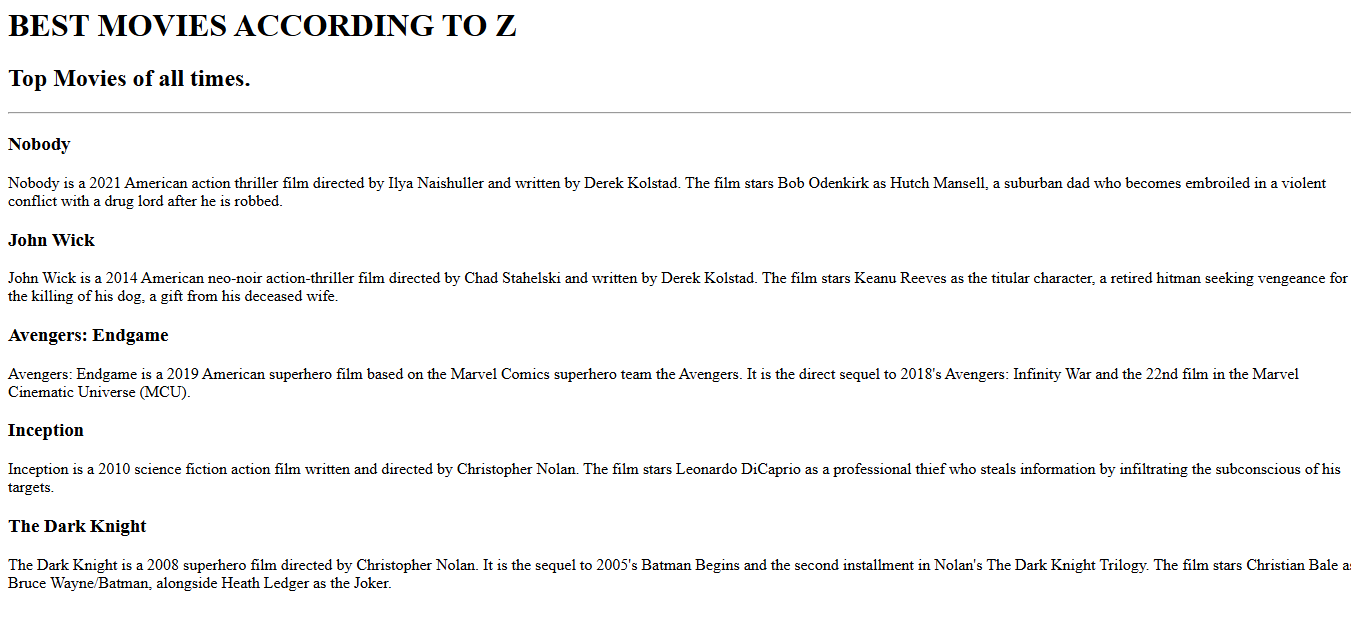 BEST MOVIES ACCORDING TO Z
Top Movies of all times.
Nobody
Nobody is a 2021 American action thriller film directed by Ilya Naishuller and written by Derek Kolstad. The film stars Bob Odenkirk as Hutch Mansell, a suburban dad who becomes embroiled in a violent
conflict with a drug lord after he is robbed.
John Wick
John Wick is a 2014 American neo-noir action-thriller film directed by Chad Stahelski and written by Derek Kolstad. The film stars Keanu Reeves as the titular character, a retired hitman seeking vengeance for
the killing of his dog, a gift from his deceased wife.
Avengers: Endgame
Avengers: Endgame is a 2019 American superhero film based on the Marvel Comics superhero team the Avengers. It is the direct sequel to 2018's Avengers: Infinity War and the 22nd film in the Marvel
Cinematic Universe (MCU).
Inception
Inception is a 2010 science fiction action film written and directed by Christopher Nolan. The film stars Leonardo DiCaprio as a professional thief who steals information by infiltrating the subconscious of his
targets.
The Dark Knight
The Dark Knight is a 2008 superhero film directed by Christopher Nolan. It is the sequel to 2005's Batman Begins and the second installment in Nolan's The Dark Knight Trilogy. The film stars Christian Bale as
Bruce Wayne/Batman, alongside Heath Ledger as the Joker.